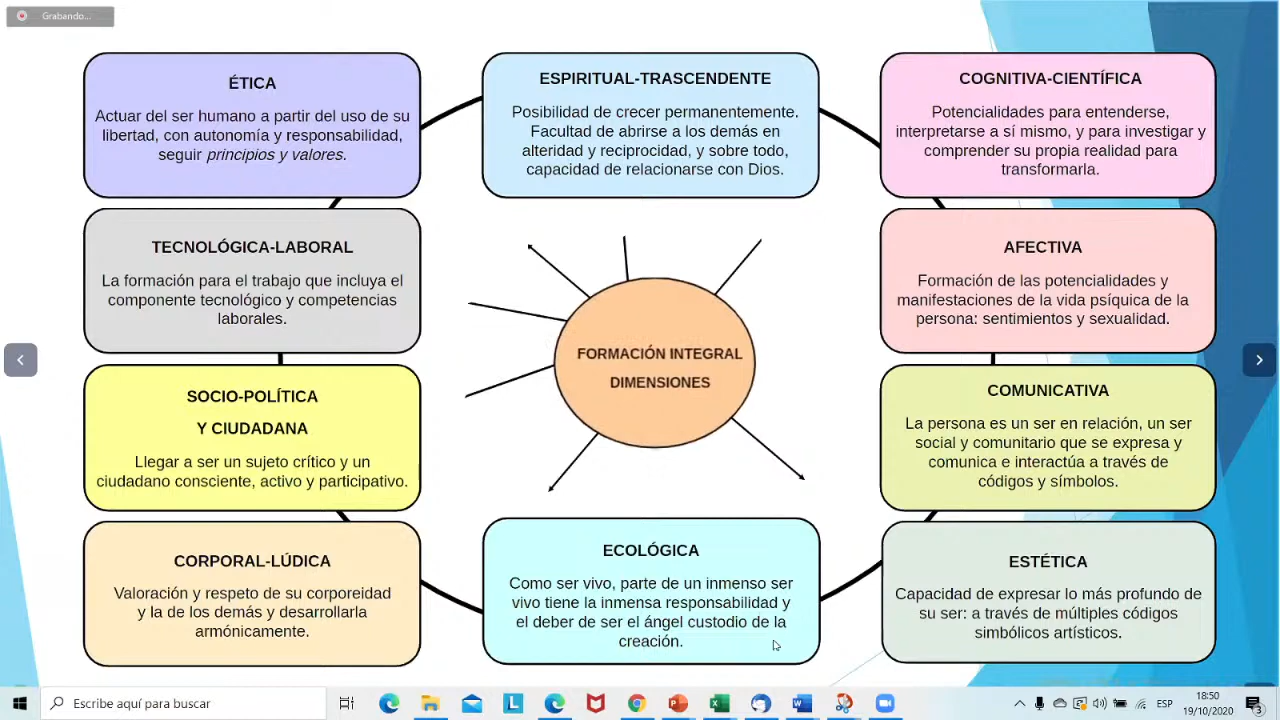 Grabando...
ÉTICA
Actuar del ser humano a partir del uso de su
libertad, con autonomía y responsabilidad,
seguir principios y valores.
ESPIRITUAL-TRASCENDENTE
Posibilidad de crecer permanentemente.
Facultad de abrirse a los demás en
alteridad y reciprocidad, y sobre todo,
capacidad de relacionarse con Dios.
COGNITIVA-CIENTÍFICA
Potencialidades para entenderse,
interpretarse a sí mismo, y para investigar y
comprender su propia realidad para
transformarla.
TECNOLÓGICA-LABORAL
La formación para el trabajo que incluya el
componente tecnológico y competencias
laborales.
AFECTIVA
Formación de las potencialidades y
manifestaciones de la vida psíquica de la
persona: sentimientos y sexualidad.
FORMACIÓN INTEGRAL
DIMENSIONES
SOCIO-POLÍTICA
Y CIUDADANA
Llegar a ser un sujeto crítico y un
ciudadano consciente, activo y participativo.
COMUNICATIVA
La persona es un ser en relación, un ser
social y comunitario que se expresa y
comunica e interactúa a través de
códigos y símbolos.
CORPORAL-LÚDICA
Valoración y respeto de su corporeidad
y la de los demás y desarrollarla
armónicamente.
ECOLÓGICA
Como ser vivo, parte de un inmenso ser
vivo tiene la inmensa responsabilidad y
el deber de ser el ángel custodio de la
creación.
ESTÉTICA
Capacidad de expresar lo más profundo de
su ser: a través de múltiples códigos
simbólicos artísticos.
Escribe aquí para buscar
ESP
18:50
19/10/2020
3